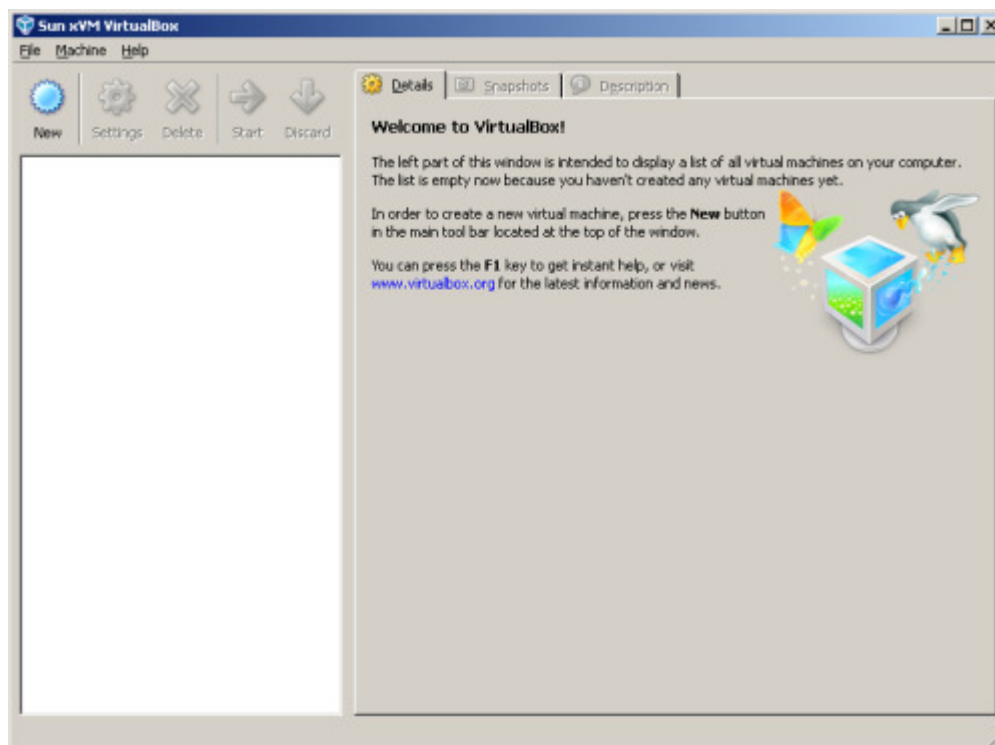 Sun xVM VirtualBox
File Machine Help
New Settings Delete Start Discard
Details Snapshots Description
Welcome to VirtualBox!
The left part of this window is intended to display a list of all virtual machines on your computer.
The list is empty now because you haven't created any virtual machines yet.
In order to create a new virtual machine, press the New button
in the main tool bar located at the top of the window.
You can press the F1 key to get instant help, or visit
www.virtualbox.org for the latest information and news.